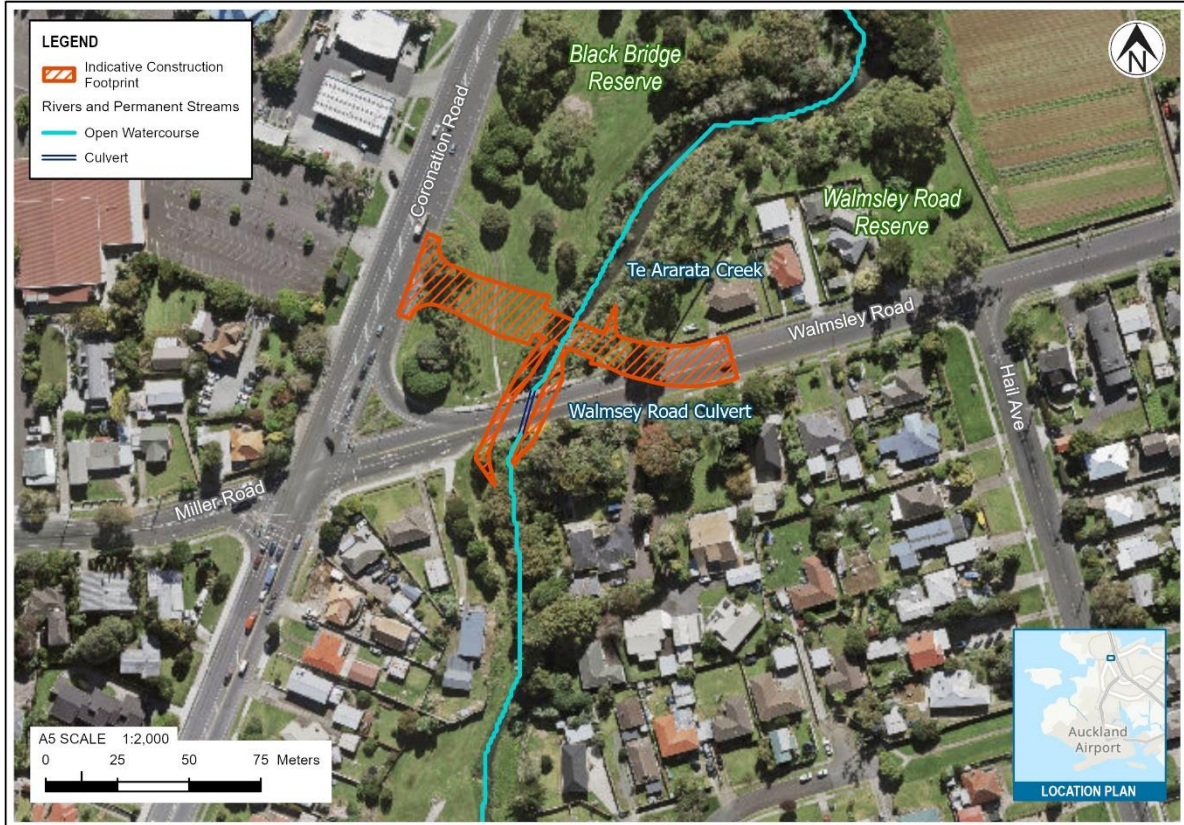 LEGEND
Indicative Construction
Footprint
Rivers and Permanent Streams
Open Watercourse
Culvert
Black Bridge
Reserve
N
Coronation Road
Walmsley Road
Reserve
Te Ararata Creek
Walmsley Road
Hail Ave
Walmsey Road Culvert
Miller Road
A5 SCALE 1:2,000
0 25 50 75 Meters
Auckland
Airport
LOCATION PLAN